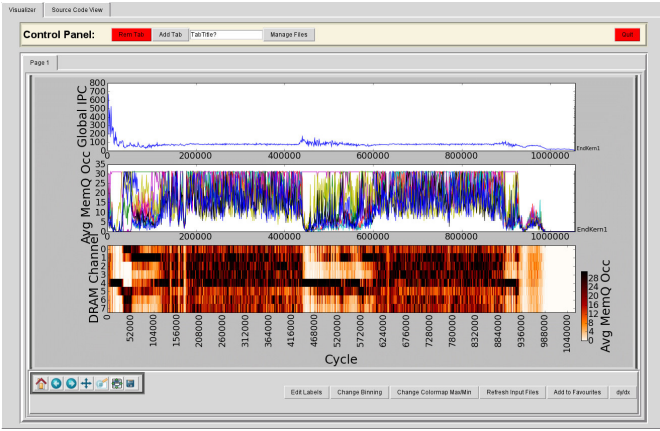 Visualizer Source Code View
Control Panel: Rem Tab Add Tab TabTitle? Manage Files Quit
Page 1
Global IPC
800
700
600
500
400
300
200
100
0
0 200000 400000 600000 800000 1000000
EndKern1
Avg MemQ Occ
35
30
25
20
15
10
5
0
0 200000 400000 600000 800000 1000000
EndKern1
DRAM Channel
0
1
2
3
4
5
6
7
0 52000 104000 156000 208000 260000 312000 364000 416000 468000 520000 572000 624000 676000 728000 780000 832000 884000 936000 988000 1040000
Cycle
28
24
20
16
12
8
4
0
Avg MemQ Occ
Edit Labels Change Binning Change Colormap Max/Min Refresh Input Files Add to Favourites dy/dx